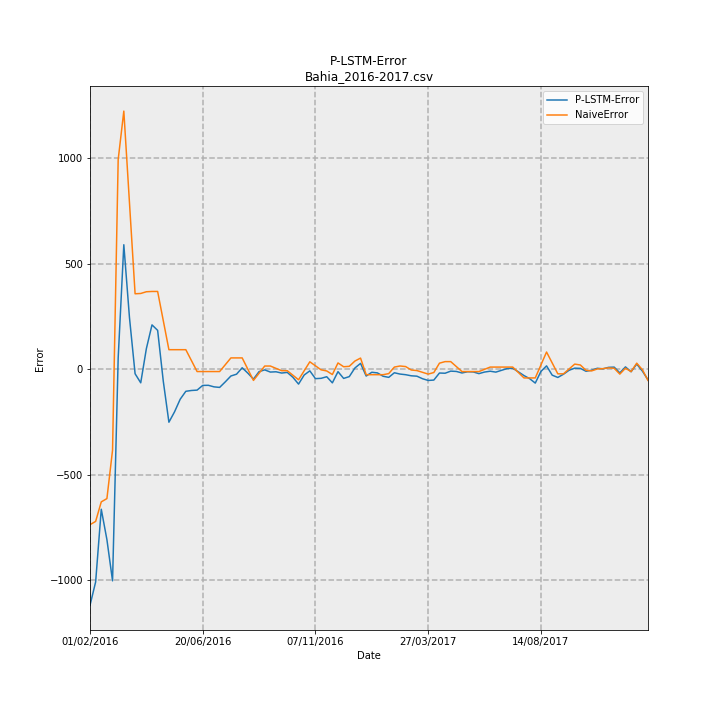 P-LSTM-Error
Bahia_2016-2017.csv
P-LSTM-Error
NaiveError
1000
500
0
−500
−1000
Error
01/02/2016 20/06/2016 07/11/2016 27/03/2017 14/08/2017
Date